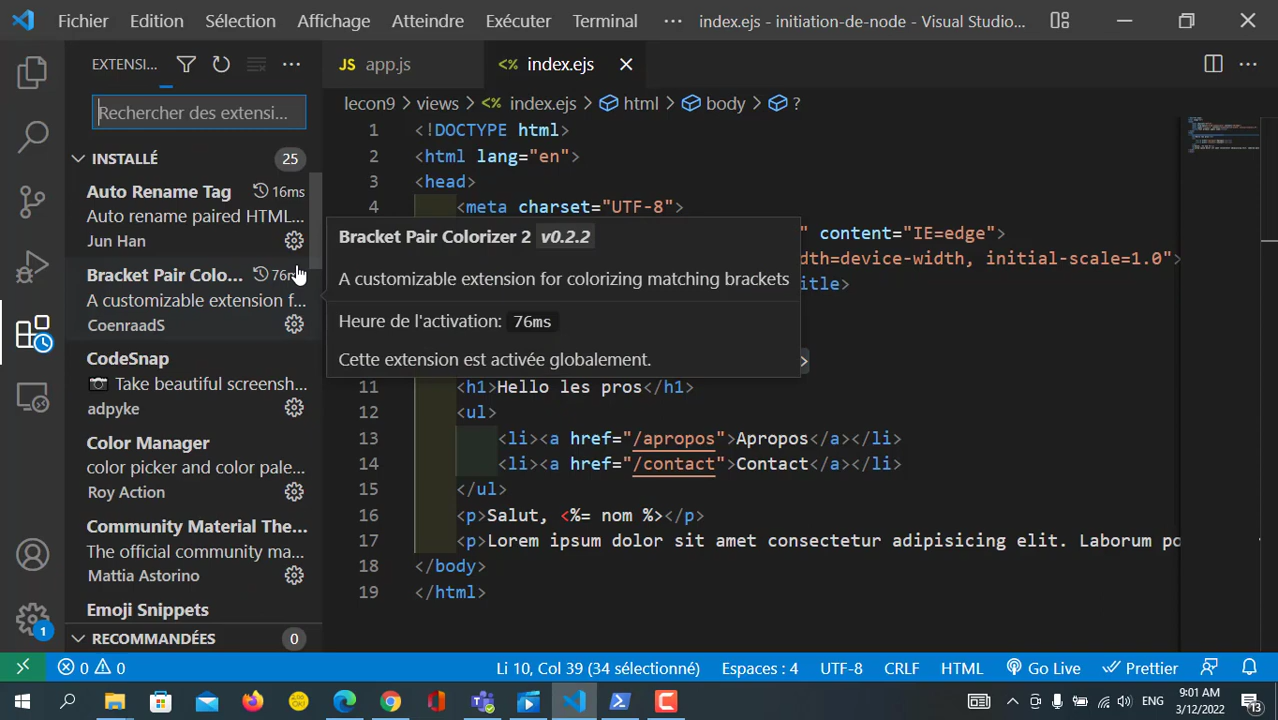 Fichier Edition Sélection Affichage Atteindre Exécuter Terminal ··· index.ejs - initiation-de-node - Visual Studio...
EXTENSI... ···
JS app.js <% index.ejs ···
Rechercher des extensi...
lecon9 > views > <% index.ejs > html > body > ?
INSTALLÉ 25
Auto Rename Tag 16ms
Auto rename paired HTML...
Jun Han
Bracket Pair Colo... 76m
A customizable extension f...
CoenraadS
CodeSnap
Take beautiful screensh...
adpyke
Color Manager
color picker and color pale...
Roy Action
Community Material The...
The official community ma...
Mattia Astorino
Emoji Snippets
RECOMMANDÉES 0
Bracket Pair Colorizer 2 v0.2.2
A customizable extension for colorizing matching brackets
Heure de l'activation: 76ms
Cette extension est activée globalement.
1 <!DOCTYPE html>
2 <html lang="en">
3 <head>
4 <meta charset="UTF-8">
content="IE=edge">
dth=device-width, initial-scale=1.0">
itle>
>
11 <h1>Hello les pros</h1>
12 <ul>
13 <li><a href="/apropos">Apropos</a></li>
14 <li><a href="/contact">Contact</a></li>
15 </ul>
16 <p>Salut, <%= nom %></p>
17 <p>Lorem ipsum dolor sit amet consectetur adipisicing elit. Laborum po
18 </body>
19 </html>
1
0 0 Li 10, Col 39 (34 sélectionné) Espaces : 4 UTF-8 CRLF HTML Go Live Prettier
ENG 9:01 AM
3/12/2022 13